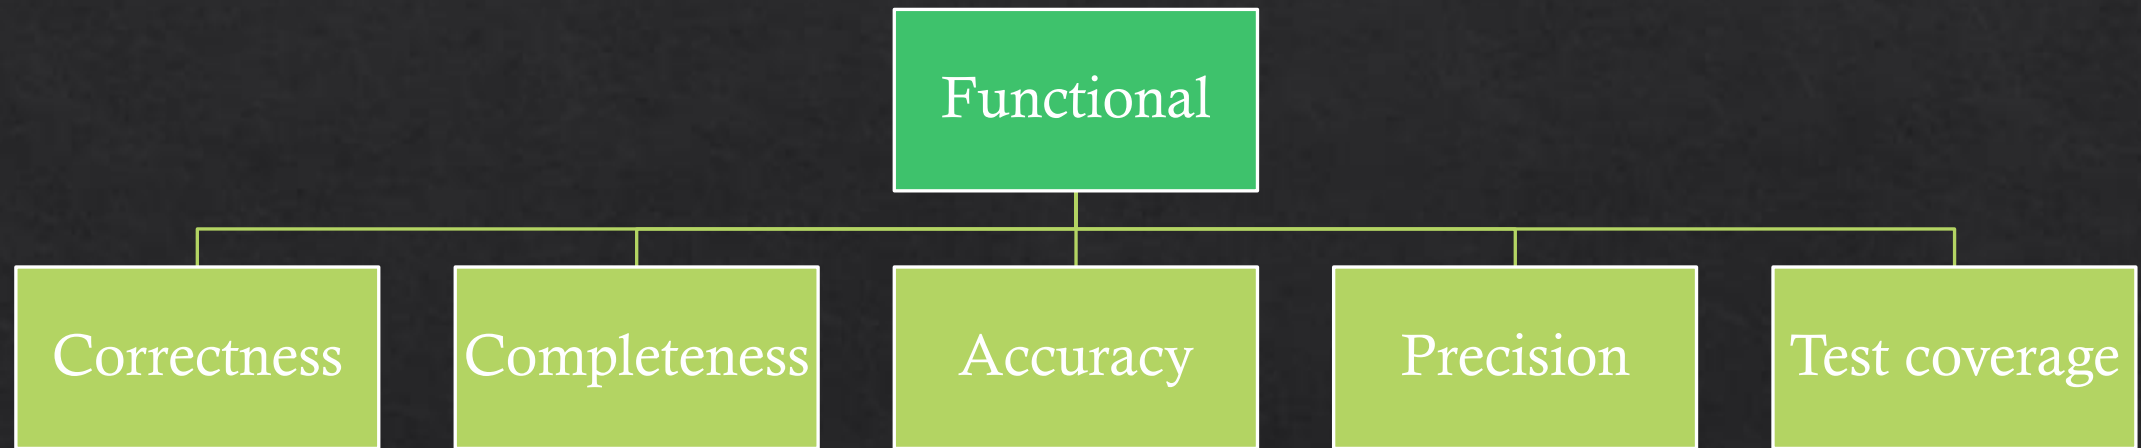 Functional
Correctness
Completeness
Accuracy
Precision
Test coverage